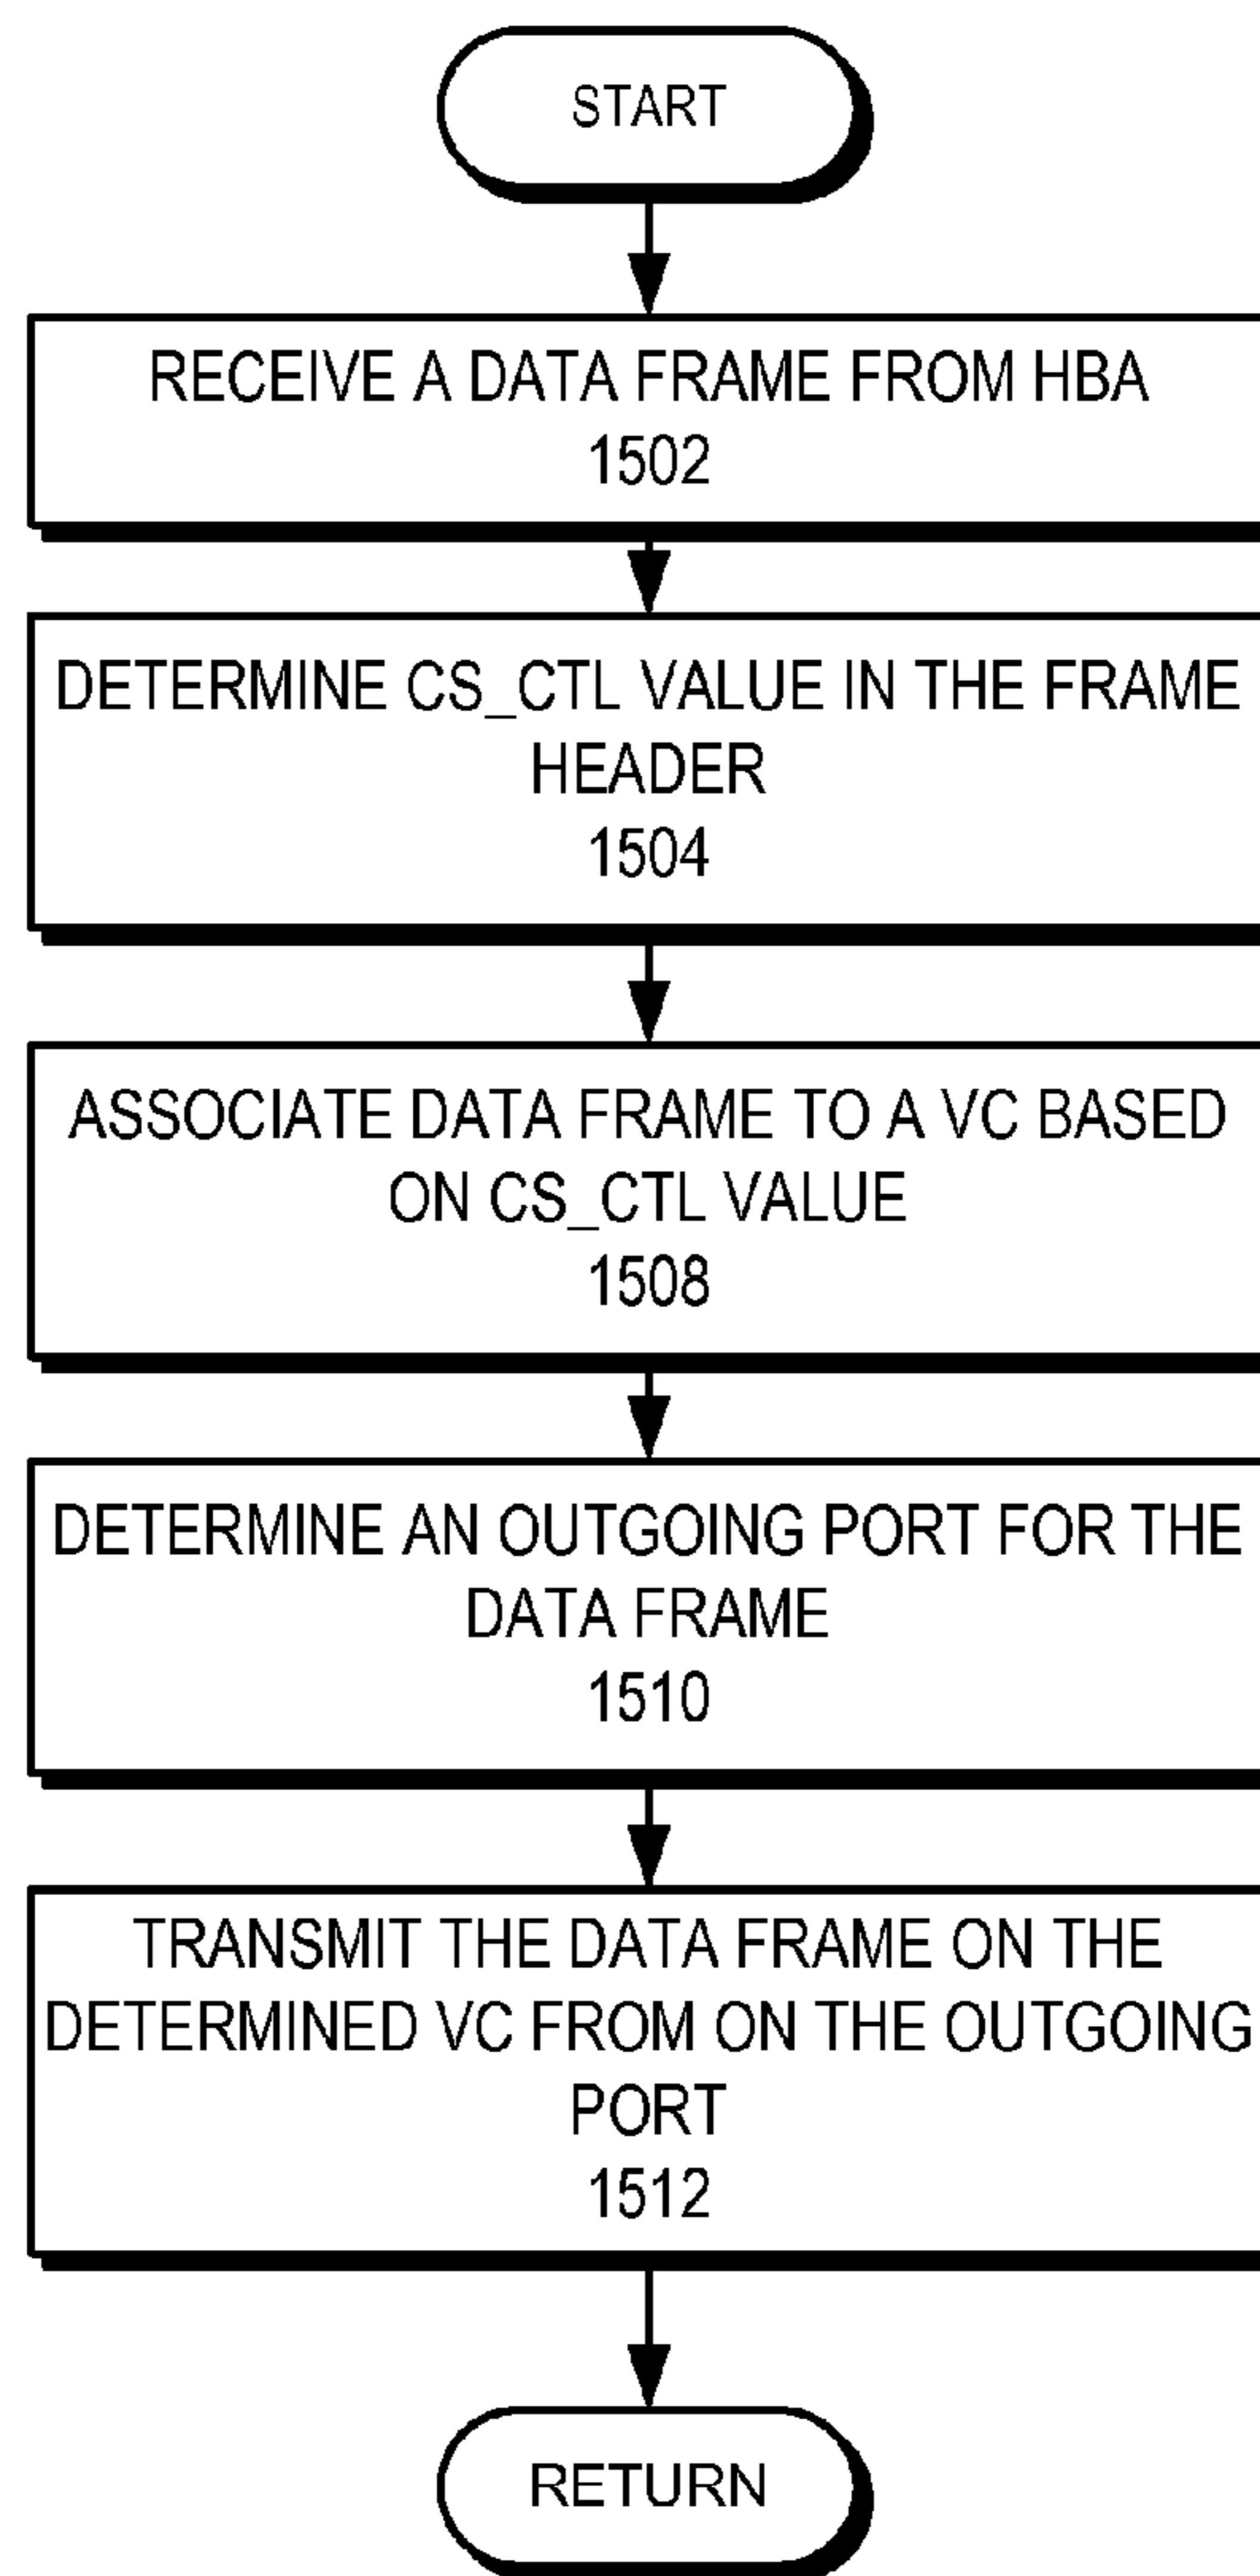 START
RECEIVE A DATA FRAME FROM HBA
1502
DETERMINE CS_CTL VALUE IN THE FRAME
HEADER
1504
ASSOCIATE DATA FRAME TO A VC BASED
ON CS_CTL VALUE
1508
DETERMINE AN OUTGOING PORT FOR THE
DATA FRAME
1510
TRANSMIT THE DATA FRAME ON THE
DETERMINED VC FROM ON THE OUTGOING
PORT
1512
RETURN